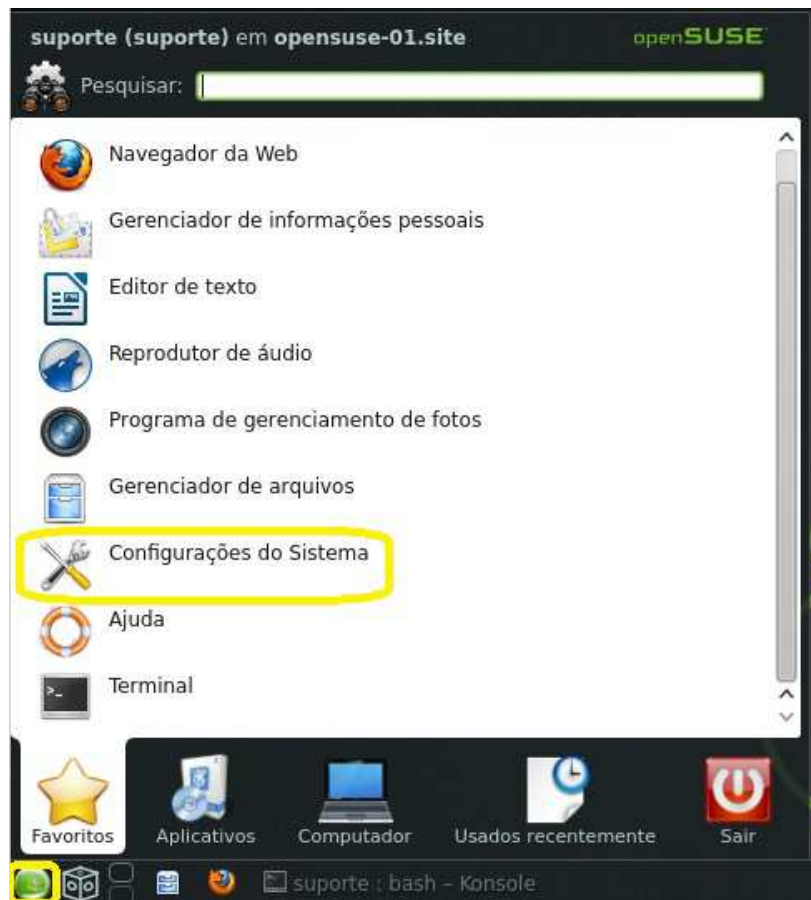 suporte (suporte) em opensuse-01.site openSUSE
Pesquisar:
Navegador da Web
Gerenciador de informações pessoais
Editor de texto
Reprodutor de áudio
Programa de gerenciamento de fotos
Gerenciador de arquivos
Configurações do Sistema
Ajuda
Terminal
Favoritos Aplicativos Computador Usados recentemente Sair
suporte : bash – Konsole